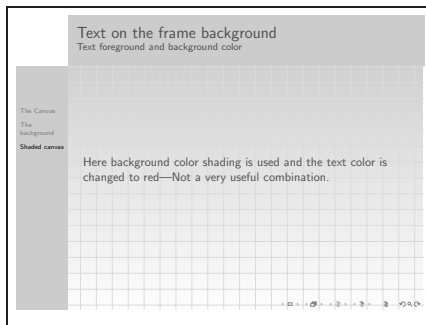 Text on the frame background
Text foreground and background color
The Canvas
The
background
Shaded canvas
Here background color shading is used and the text color is
changed to red—Not a very useful combination.